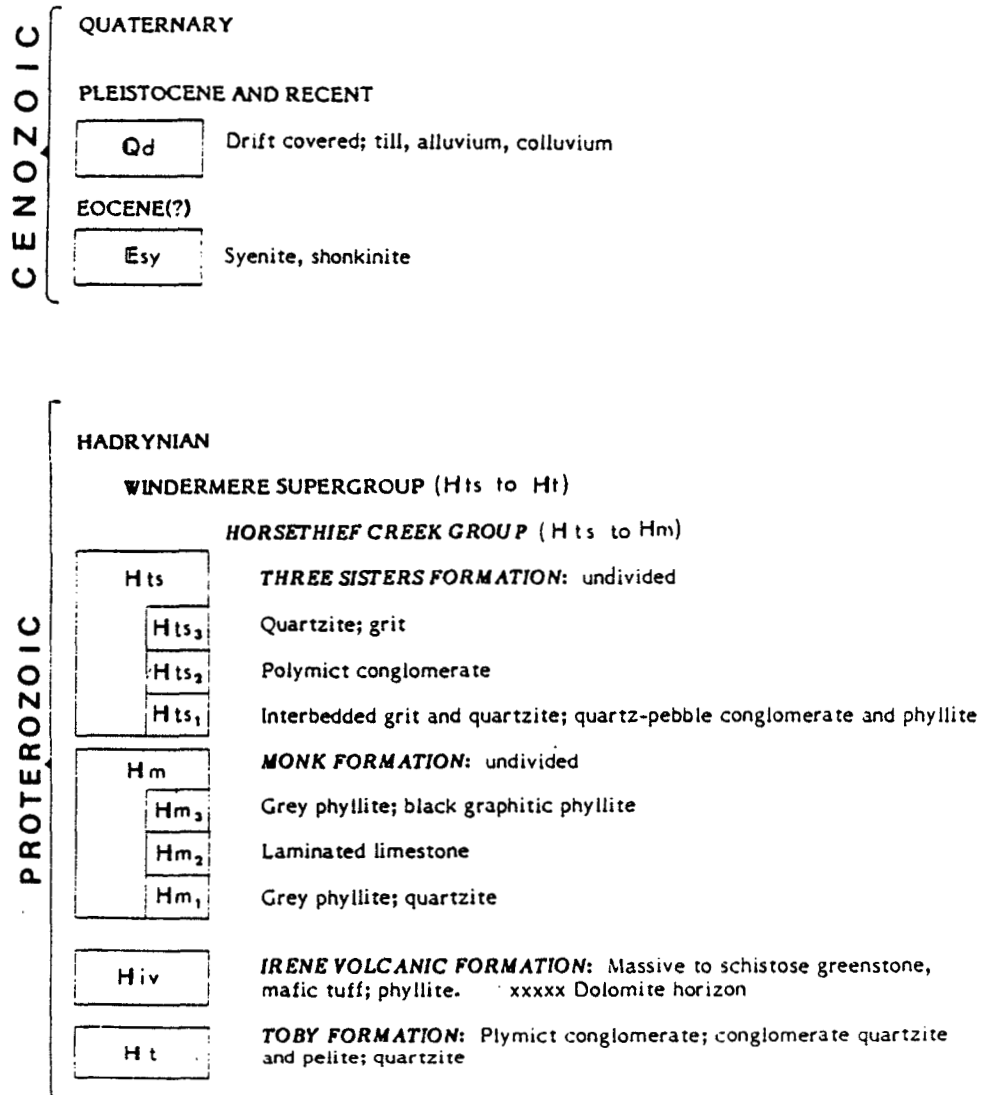 CENOZOIC
QUATERNARY
PLEISTOCENE AND RECENT
Qd Drift covered; till, alluvium, colluvium
EOCENE(?)
Esy Syenite, shonkinite
PROTEROZOIC
HADRYNIAN
WINDERMERE SUPERGROUP (Hts to Ht)
HORSETHIEF CREEK GROUP (Hts to Hm)
Hts THREE SISTERS FORMATION: undivided
Hts₃ Quartzite; grit
Hts₂ Polymict conglomerate
Hts₁ Interbedded grit and quartzite; quartz-pebble conglomerate and phyllite
Hm MONK FORMATION: undivided
Hm₃ Grey phyllite; black graphitic phyllite
Hm₂ Laminated limestone
Hm₁ Grey phyllite; quartzite
Hiv IRENE VOLCANIC FORMATION: Massive to schistose greenstone,
mafic tuff; phyllite. xxxxx Dolomite horizon
Ht TOBY FORMATION: Plymict conglomerate; conglomerate quartzite
and pelite; quartzite